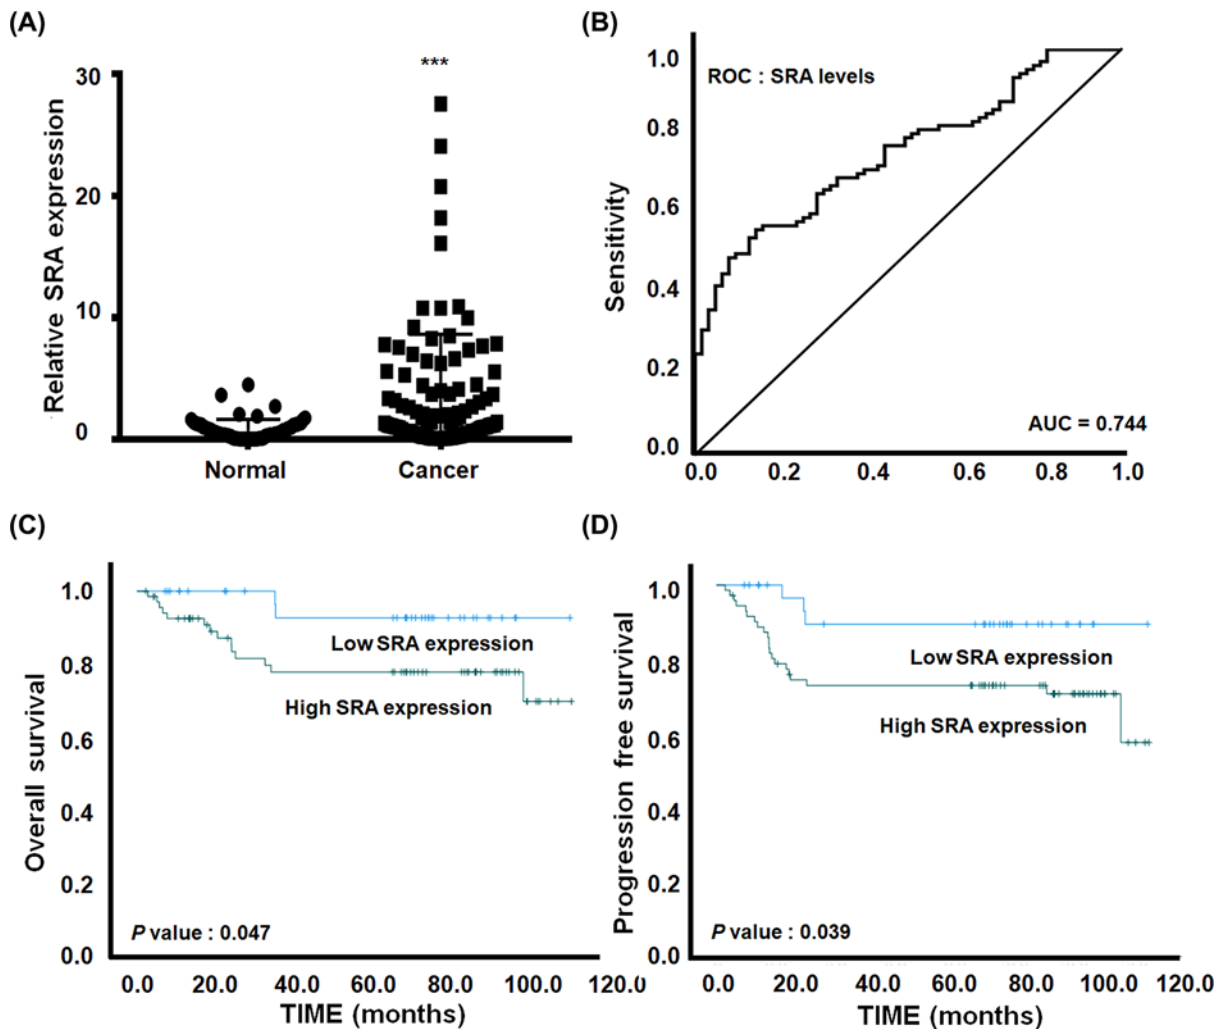 (A)
***
30
20
10
0
Relative SRA expression
Normal
Cancer
(B)
ROC : SRA levels
1.0
0.8
0.6
0.4
0.2
0.0
Sensitivity
AUC = 0.744
0.0 0.2 0.4 0.6 0.8 1.0
(C)
1.0
0.8
0.6
0.4
0.2
0.0
Overall survival
Low SRA expression
High SRA expression
P value : 0.047
0.0 20.0 40.0 60.0 80.0 100.0 120.0
TIME (months)
(D)
1.0
0.8
0.6
0.4
0.2
0.0
Progression free survival
Low SRA expression
High SRA expression
P value : 0.039
0.0 20.0 40.0 60.0 80.0 100.0 120.0
TIME (months)